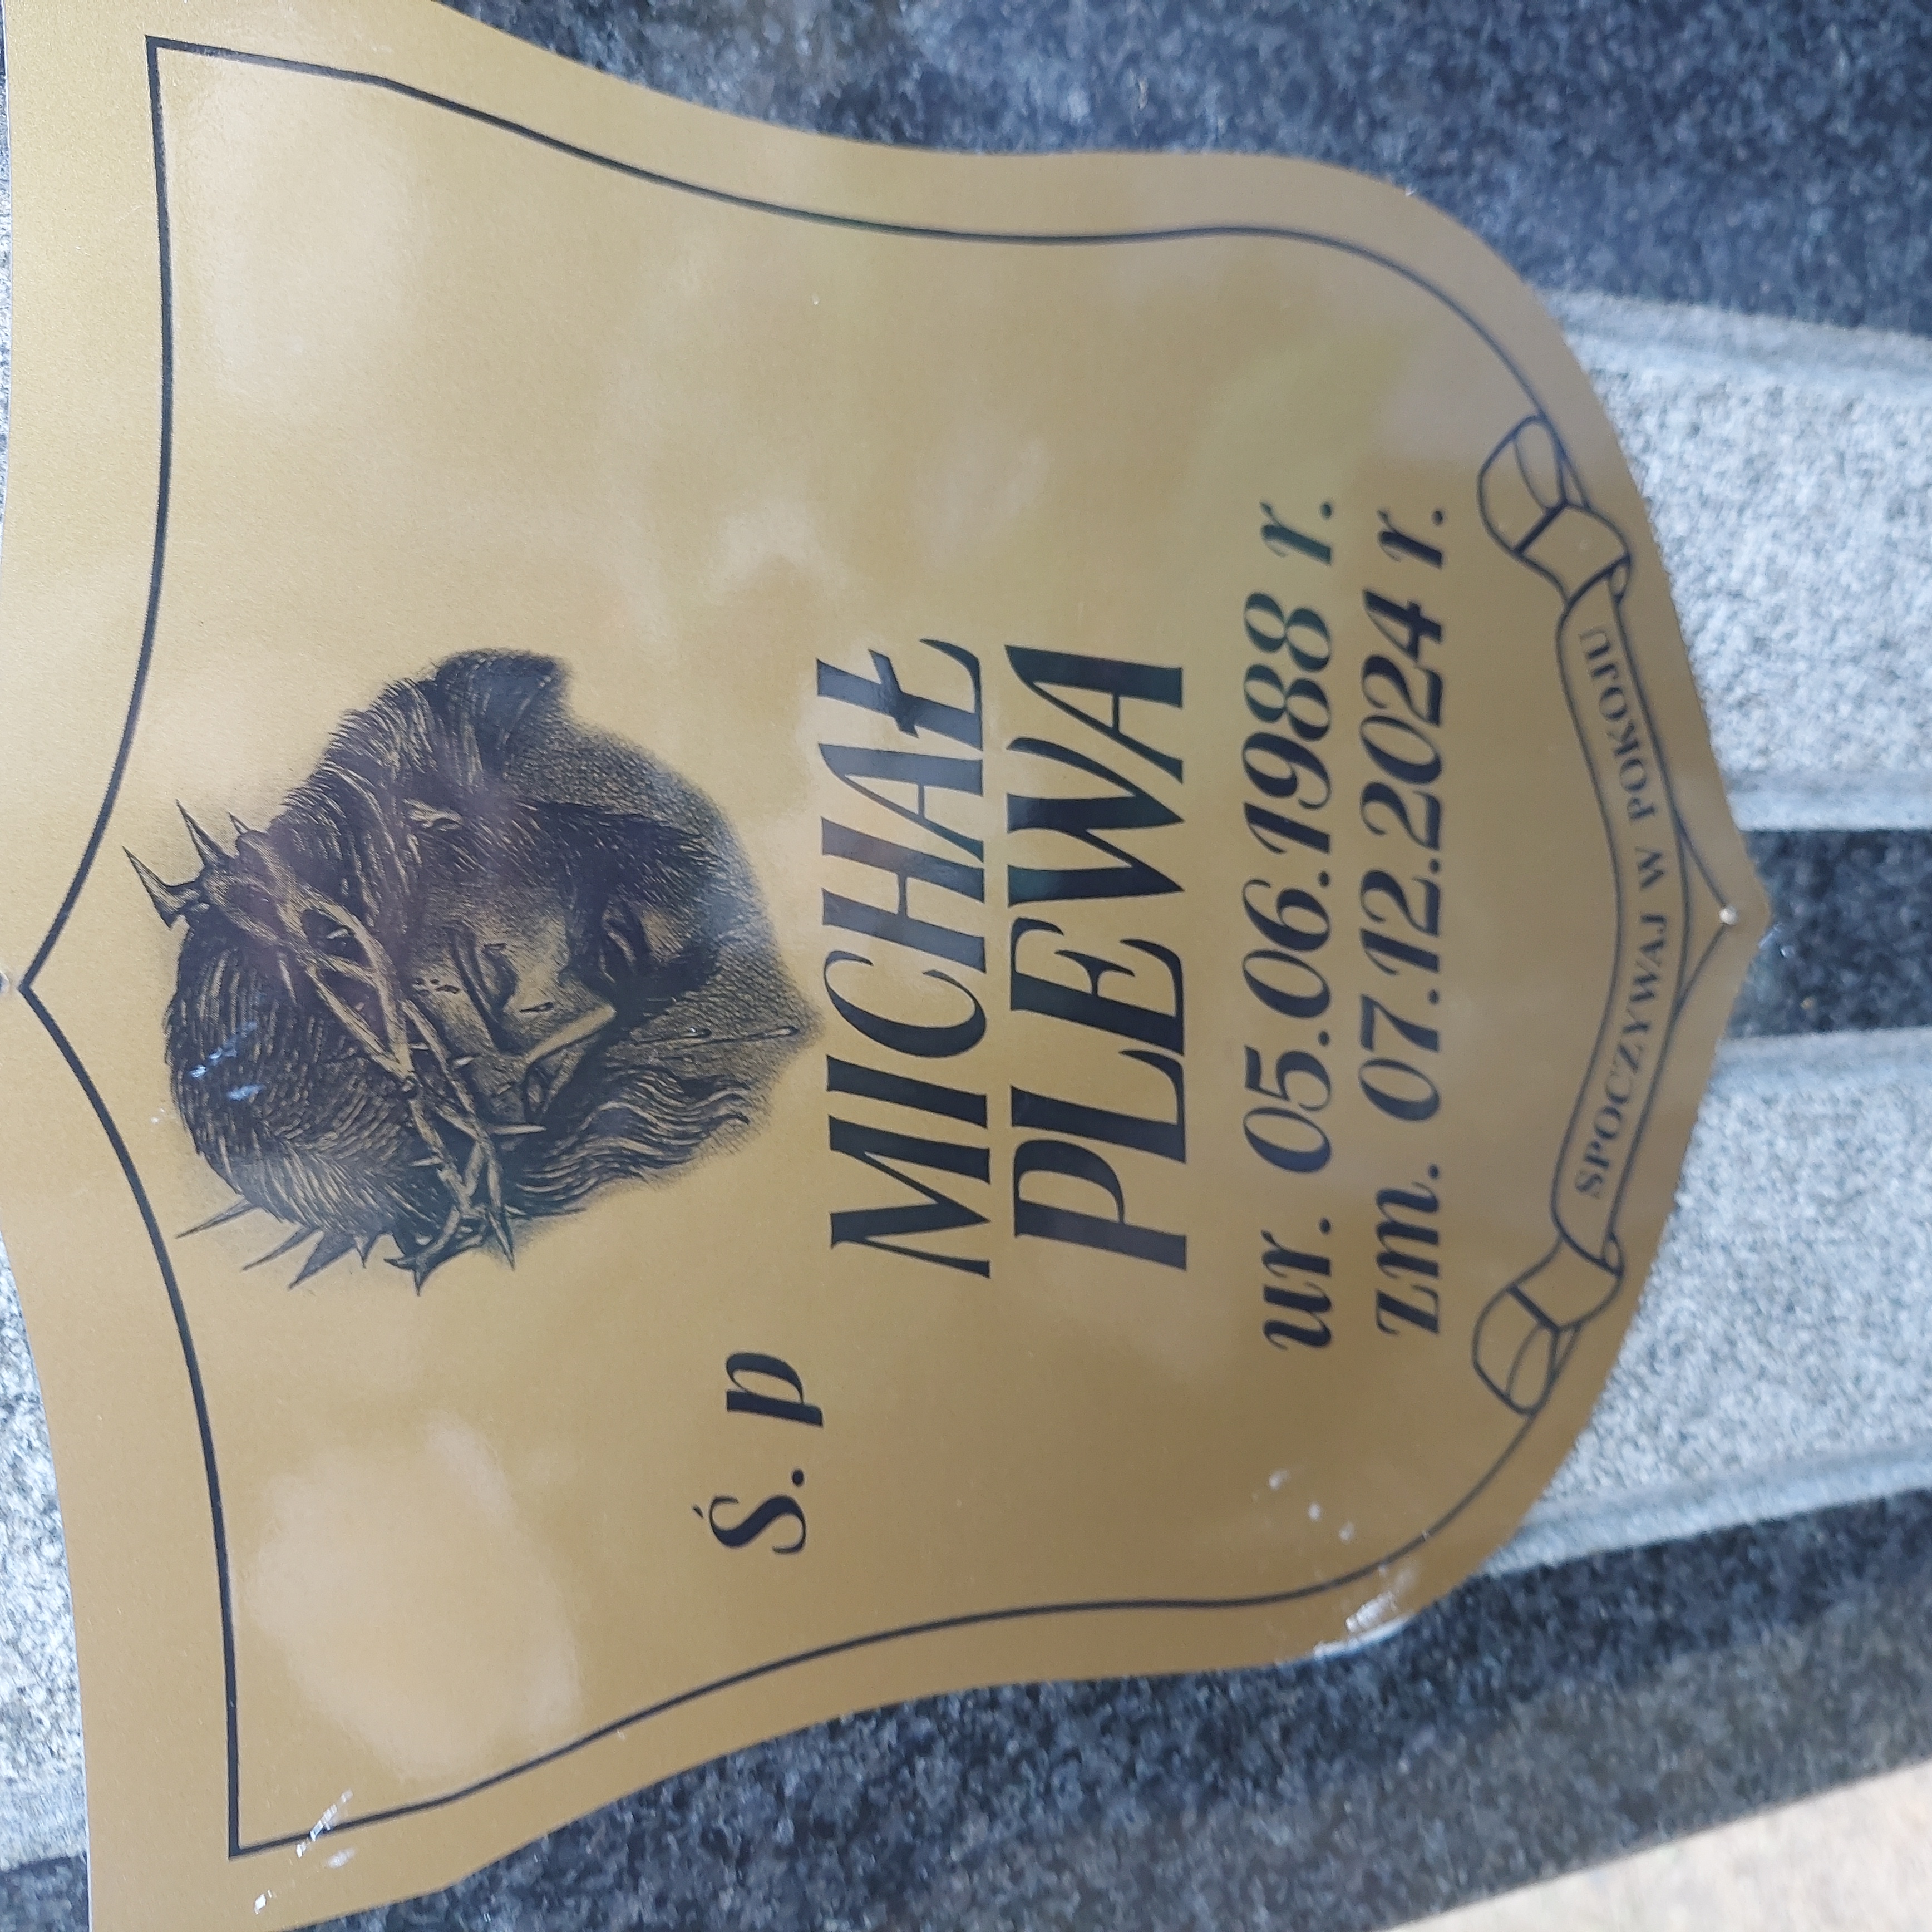 Ś. p
MICHAŁ
PLEWA
ur. 05.06.1988 r.
zm. 07.12.2024 r.
SPOCZYWAJ W POKOJU